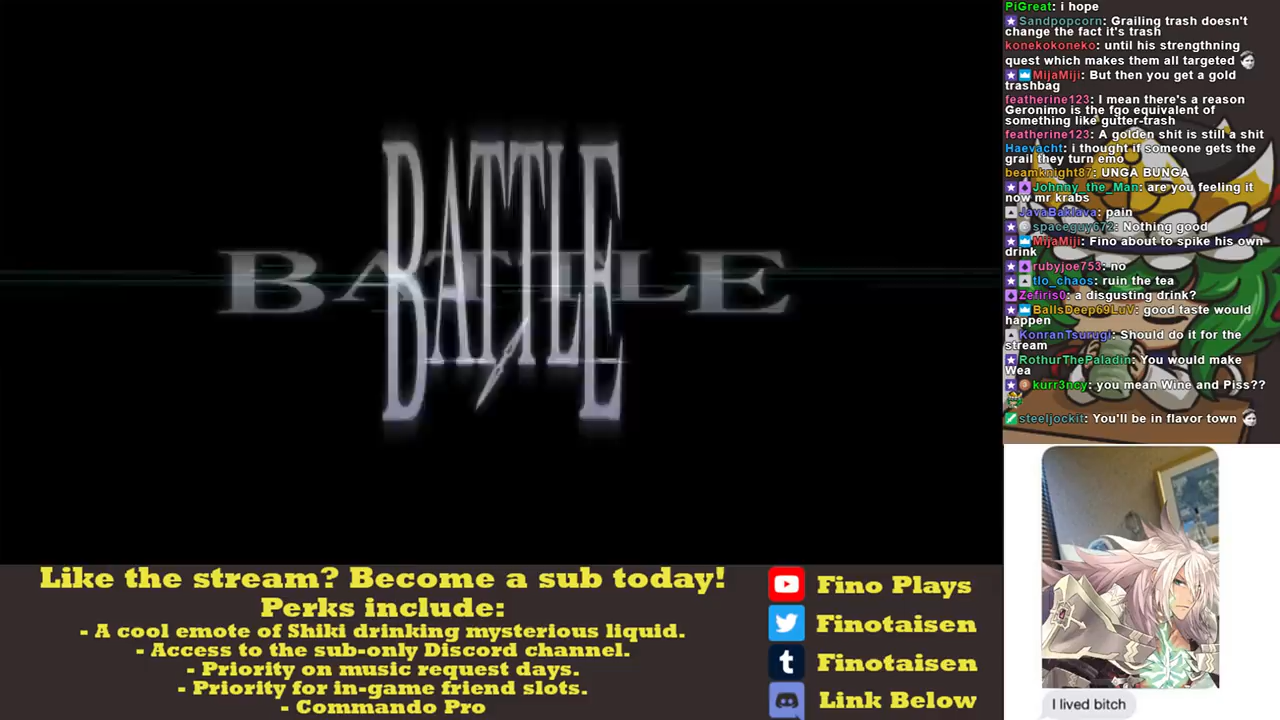 BATTLE
BATTLE
PiGreat: i hope
Sandpopcorn: Grailing trash doesn't
change the fact it's trash
konekokoneko: until his strengthning
quest which makes them all targeted
MijaMiji: But then you get a gold
trashbag
featherine123: I mean there's a reason
Geronimo is the fgo equivalent of
something like gutter-trash
featherine123: A golden shit is still a shit
Haevacht: i thought if someone gets the
grail they turn emo
beamknight87: UNGA BUNGA
Johnny_the_Man: are you feeling it
now mr krabs
JavaBaklava: pain
spaceguy672: Nothing good
MijaMiji: Fino about to spike his own
drink
rubyjoe753: no
tlo_chaos: ruin the tea
Zefiris0: a disgusting drink?
BallsDeep69LuV: good taste would
happen
KonranTsurugi: Should do it for the
stream
RothurThePaladin: You would make
Wea
kurr3ncy: you mean Wine and Piss??
steeljockit: You'll be in flavor town
Like the stream? Become a sub today!
Perks include:
- A cool emote of Shiki drinking mysterious liquid.
- Access to the sub-only Discord channel.
- Priority on music request days.
- Priority for in-game friend slots.
- Commando Pro
Fino Plays
Finotaisen
Finotaisen
Link Below
I lived bitch